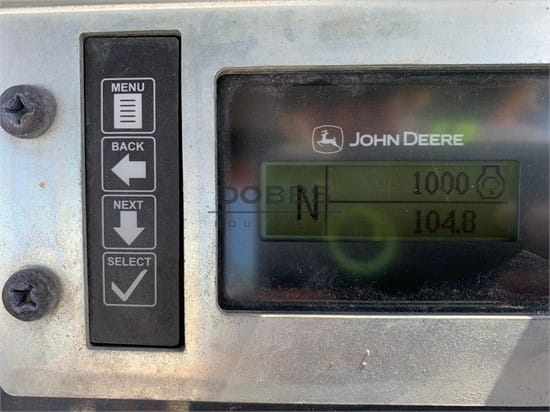 MENU
BACK
NEXT
SELECT
JOHN DEERE
1000
N
104.8